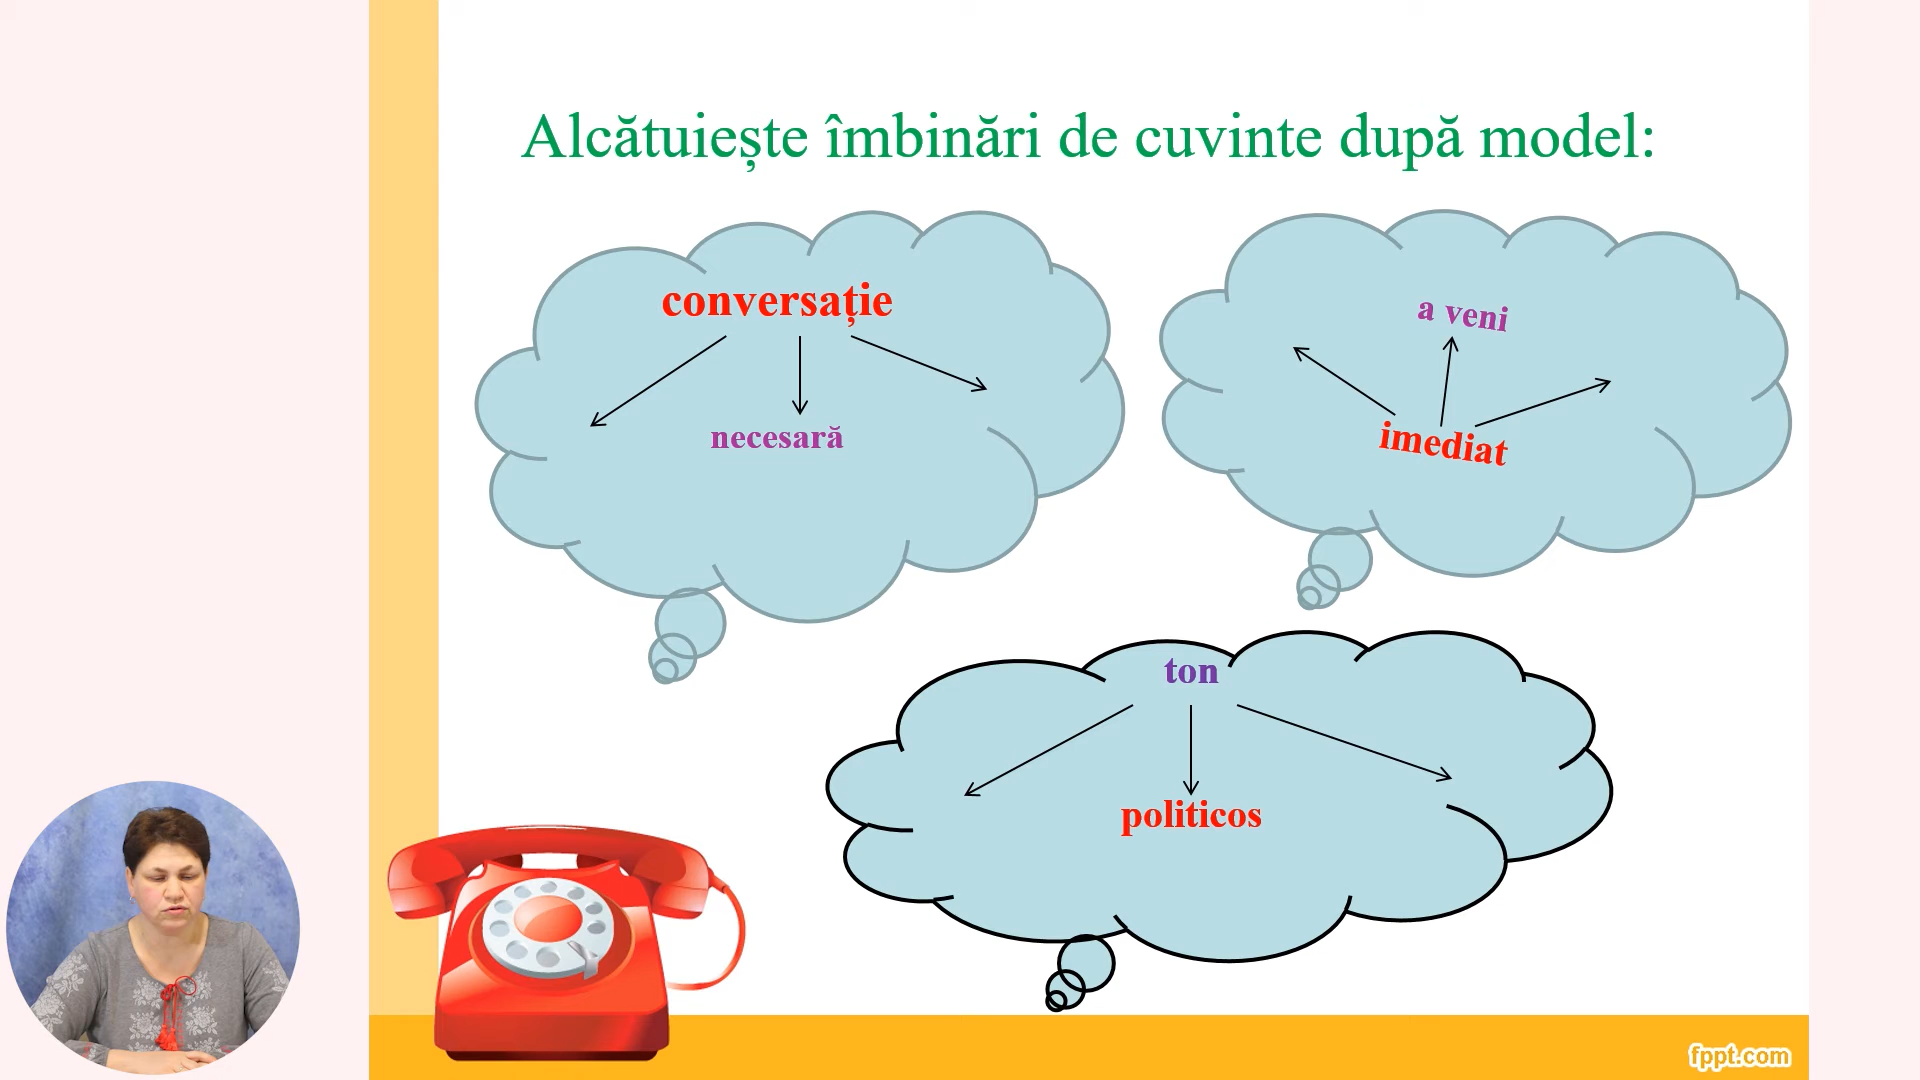 Alcătuiește îmbinări de cuvinte după model:
conversație
necesară
a veni
imediat
ton
politicos
fppt.com